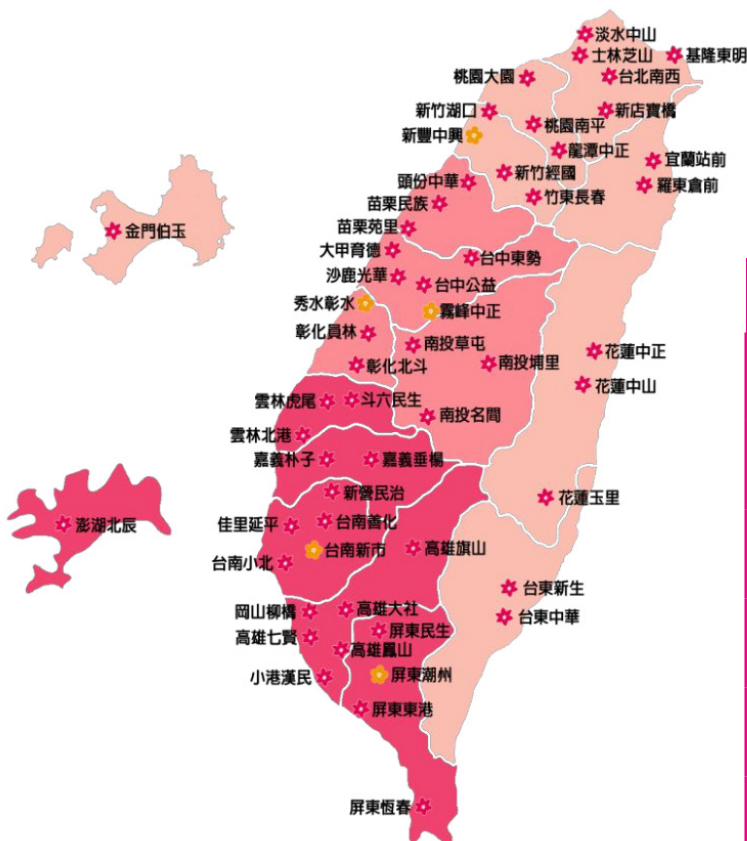 淡水中山
士林芝山
基隆東明
桃園大園
台北南西
新竹湖口
新店寶橋
桃園南平
新豐中興
龍潭中正
宜蘭站前
新竹經國
頭份中華
羅東倉前
竹東長春
苗栗民族
苗栗苑里
金門伯玉
大甲育德
台中東勢
沙鹿光華
台中公益
秀水彰水
霧峰中正
彰化員林
南投草屯
花蓮中正
彰化北斗
南投埔里
花蓮中山
雲林虎尾
斗六民生
南投名間
雲林北港
嘉義朴子
嘉義垂楊
新營民治
花蓮玉里
澎湖北辰
佳里延平
台南善化
台南新市
高雄旗山
台南小北
台東新生
岡山柳橋
高雄大社
台東中華
高雄七賢
屏東民生
高雄鳳山
小港漢民
屏東潮州
屏東東港
屏東恆春